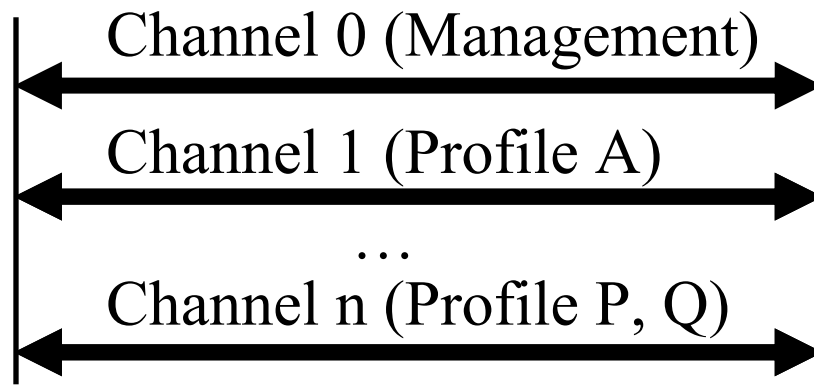 Channel 0 (Management)
Channel 1 (Profile A)
…
Channel n (Profile P, Q)